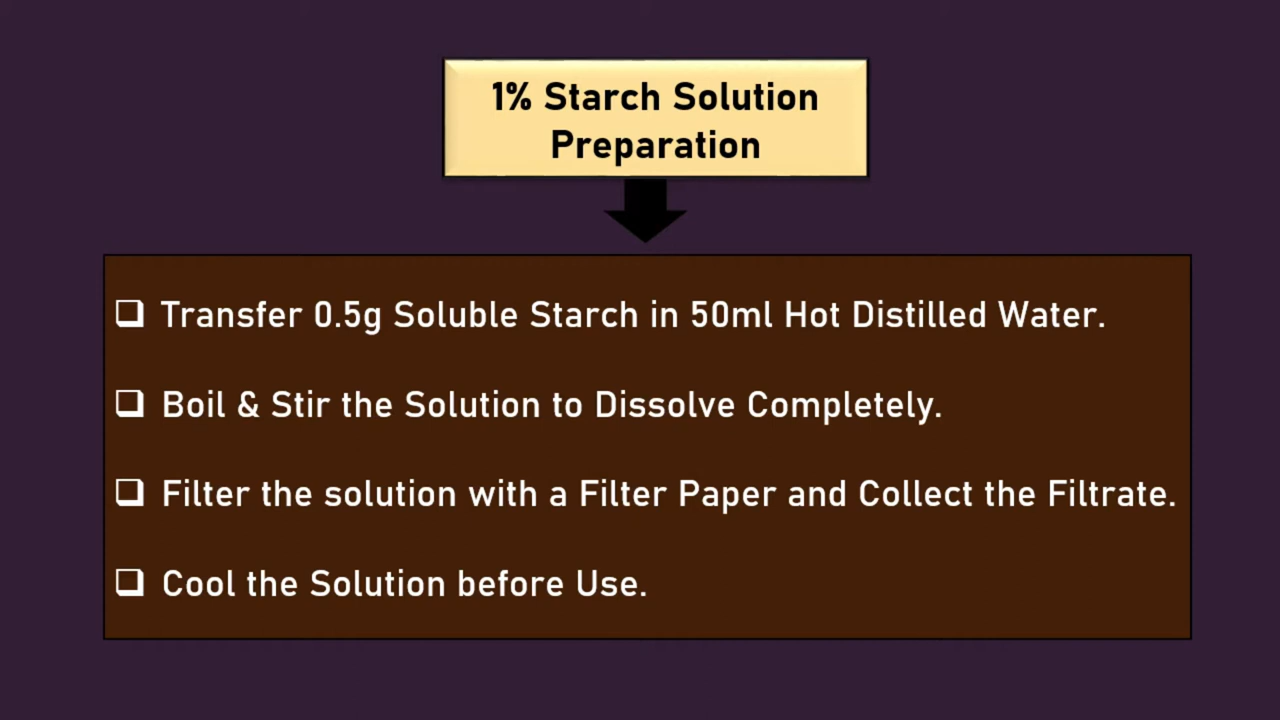 1% Starch Solution
Preparation
❑ Transfer 0.5g Soluble Starch in 50ml Hot Distilled Water.
❑ Boil & Stir the Solution to Dissolve Completely.
❑ Filter the solution with a Filter Paper and Collect the Filtrate.
❑ Cool the Solution before Use.